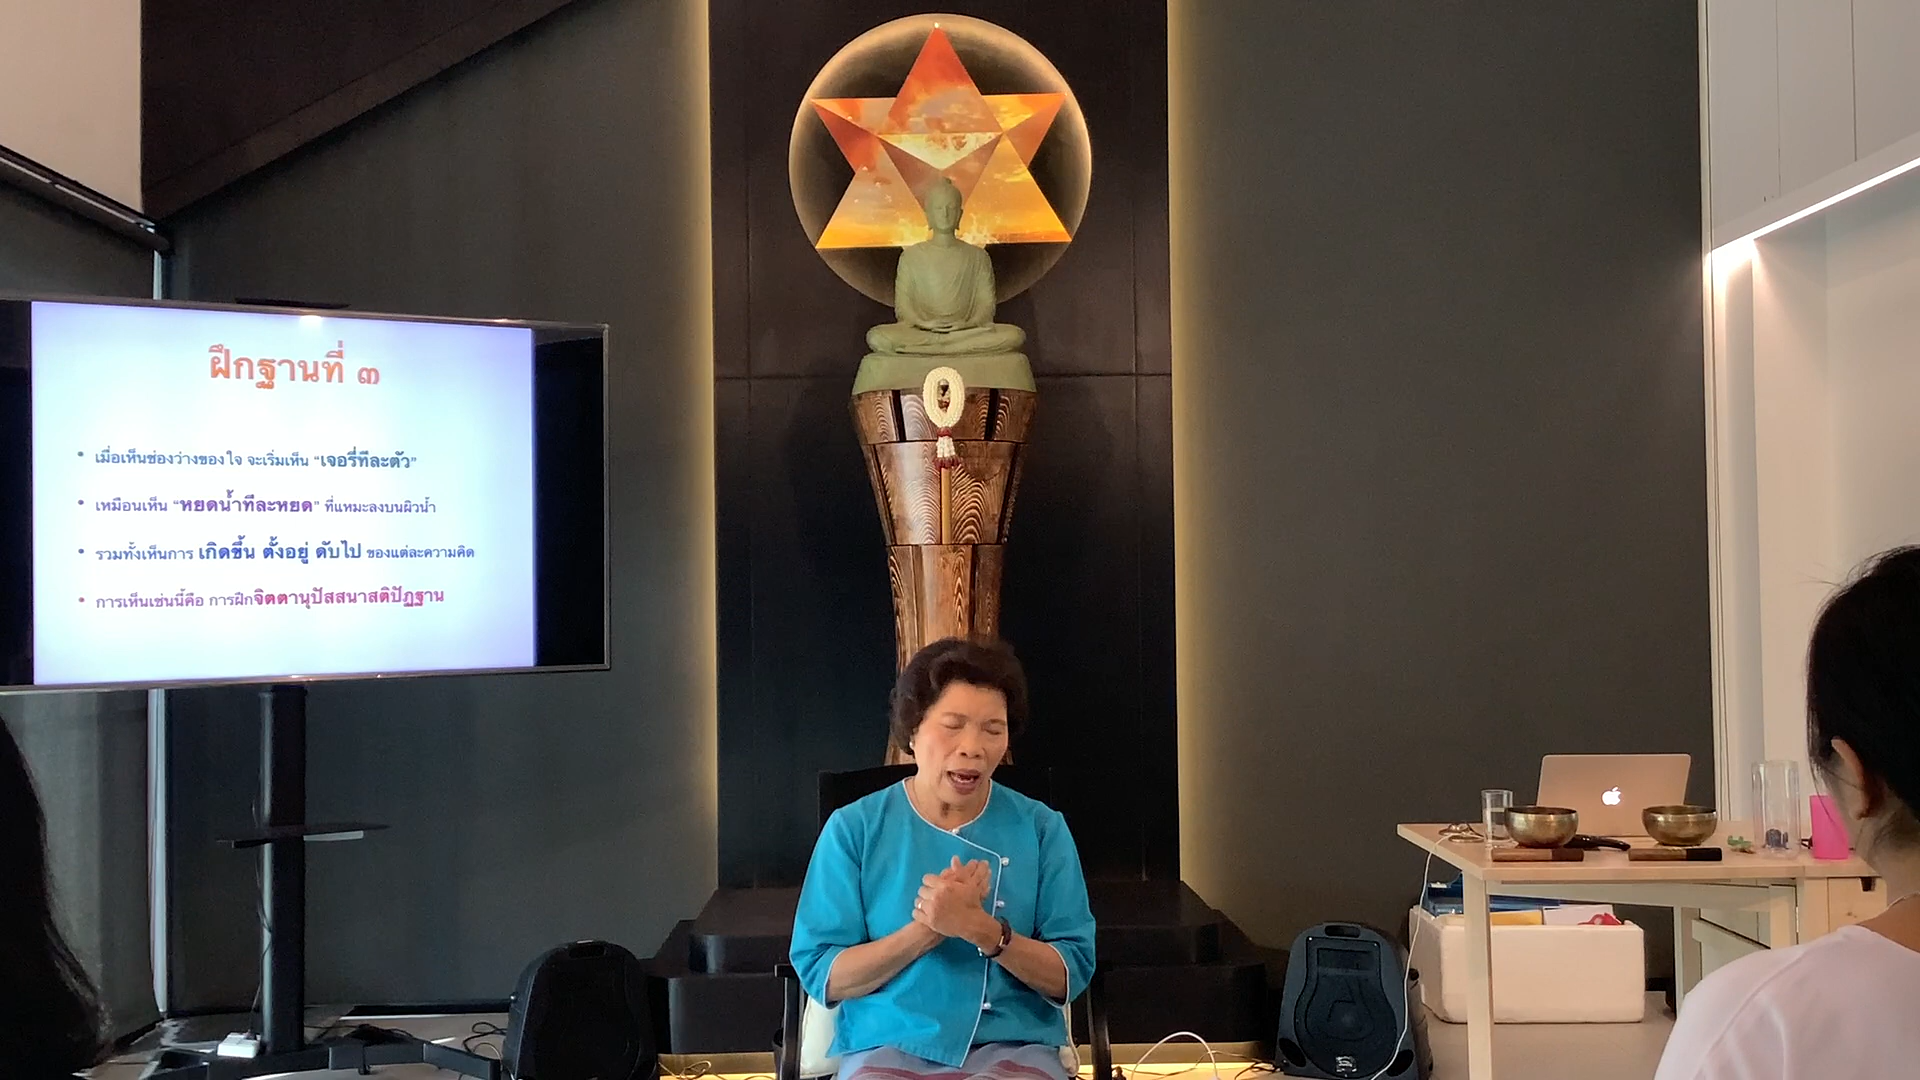 ฝึกฐานที่ ๓
• เมื่อเห็นช่องว่างของใจ จะเริ่มเห็น “เจอรี่ทีละตัว”
• เหมือนเห็น “หยดน้ำทีละหยด” ที่แหมะลงบนผิวน้ำ
• รวมทั้งเห็นการ เกิดขึ้น ตั้งอยู่ ดับไป ของแต่ละความคิด
• การเห็นเช่นนี้คือ การฝึกจิตตานุปัสสนาสติปัฏฐาน